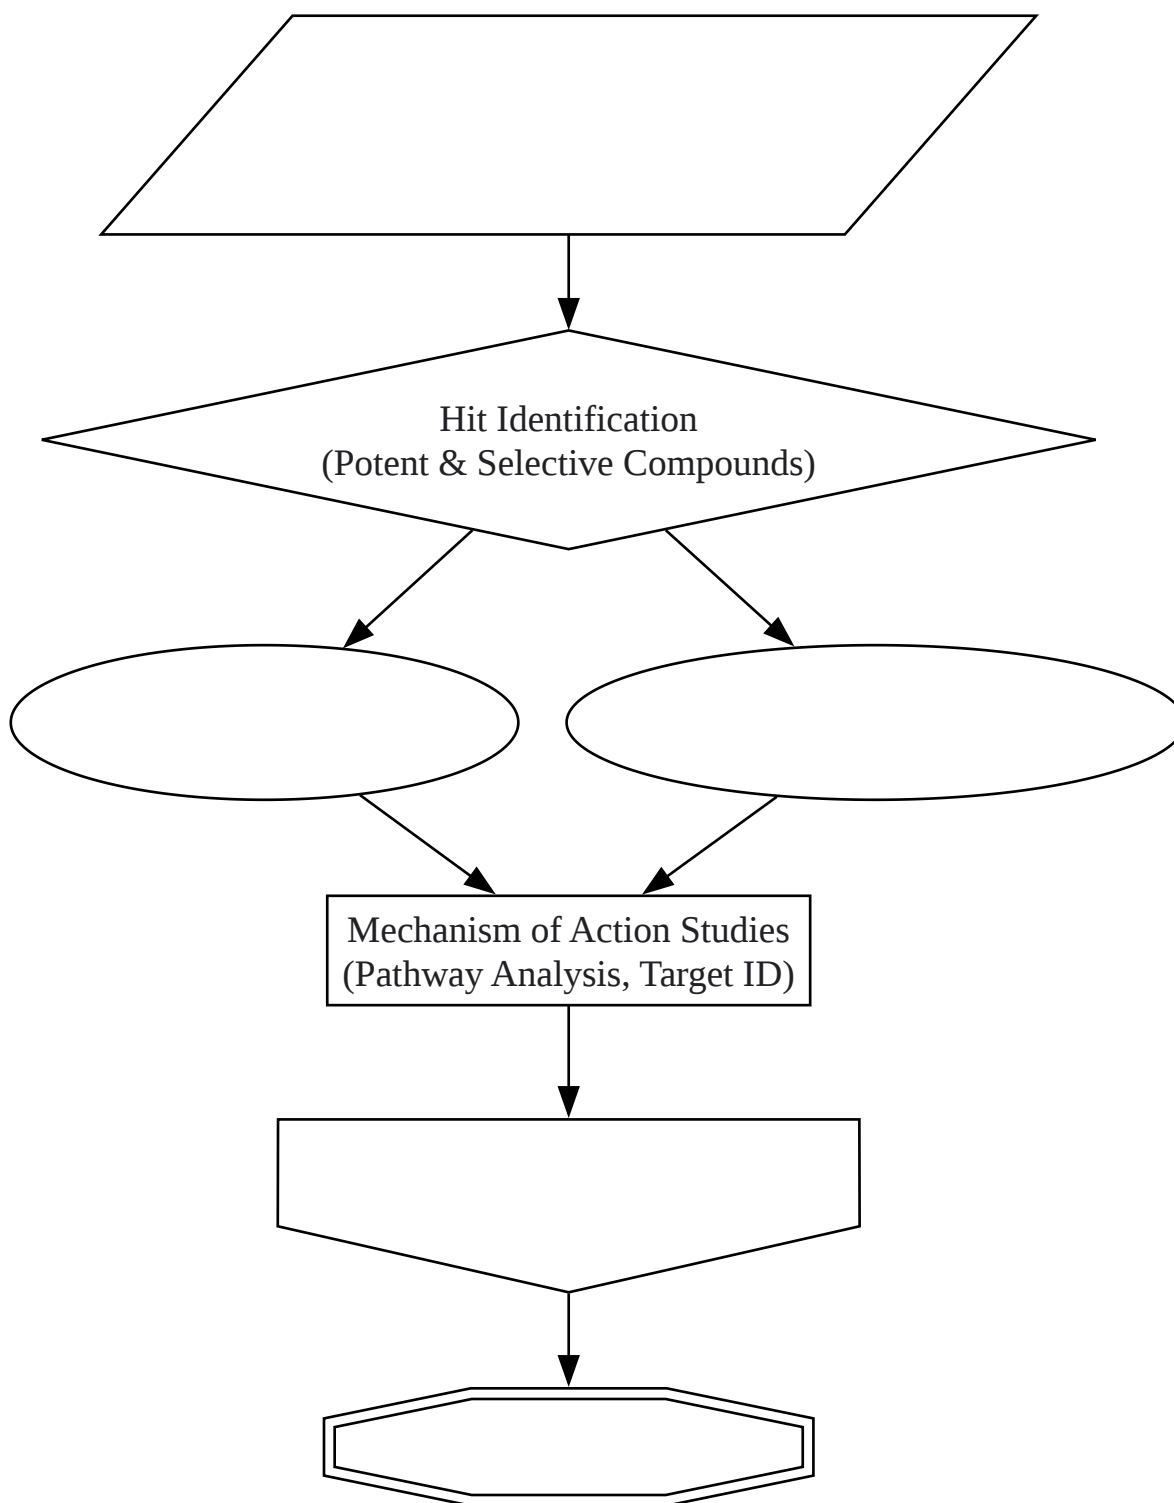 Hit Identification
(Potent & Selective Compounds)
Mechanism of Action Studies
(Pathway Analysis, Target ID)